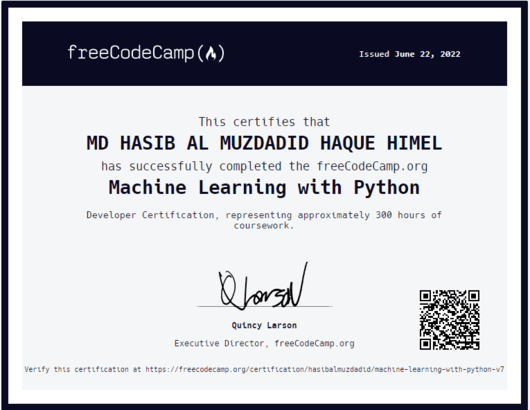 freeCodeCamp
Issued June 22, 2022
This certifies that
MD HASIB AL MUZDADID HAQUE HIMEL
has successfully completed the freeCodeCamp.org
Machine Learning with Python
Developer Certification, representing approximately 300 hours of
coursework.
Q Larson
Quincy Larson
Executive Director, freeCodeCamp.org
Verify this certification at https://freecodecamp.org/certification/hasibalmuzdadid/machine-learning-with-python-v7